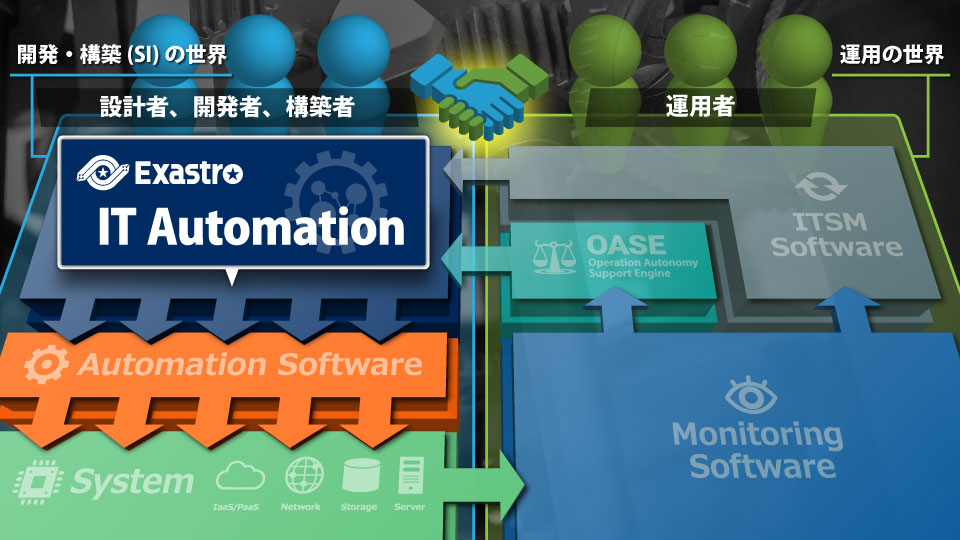 開発・構築 (SI) の世界
運用の世界
設計者、開発者、構築者
運用者
Exastro
IT Automation
ITSM
Software
OASE
Operation Autonomy
Support Engine
Automation Software
Monitoring
Software
System
IaaS/PaaS
Network
Storage
Server